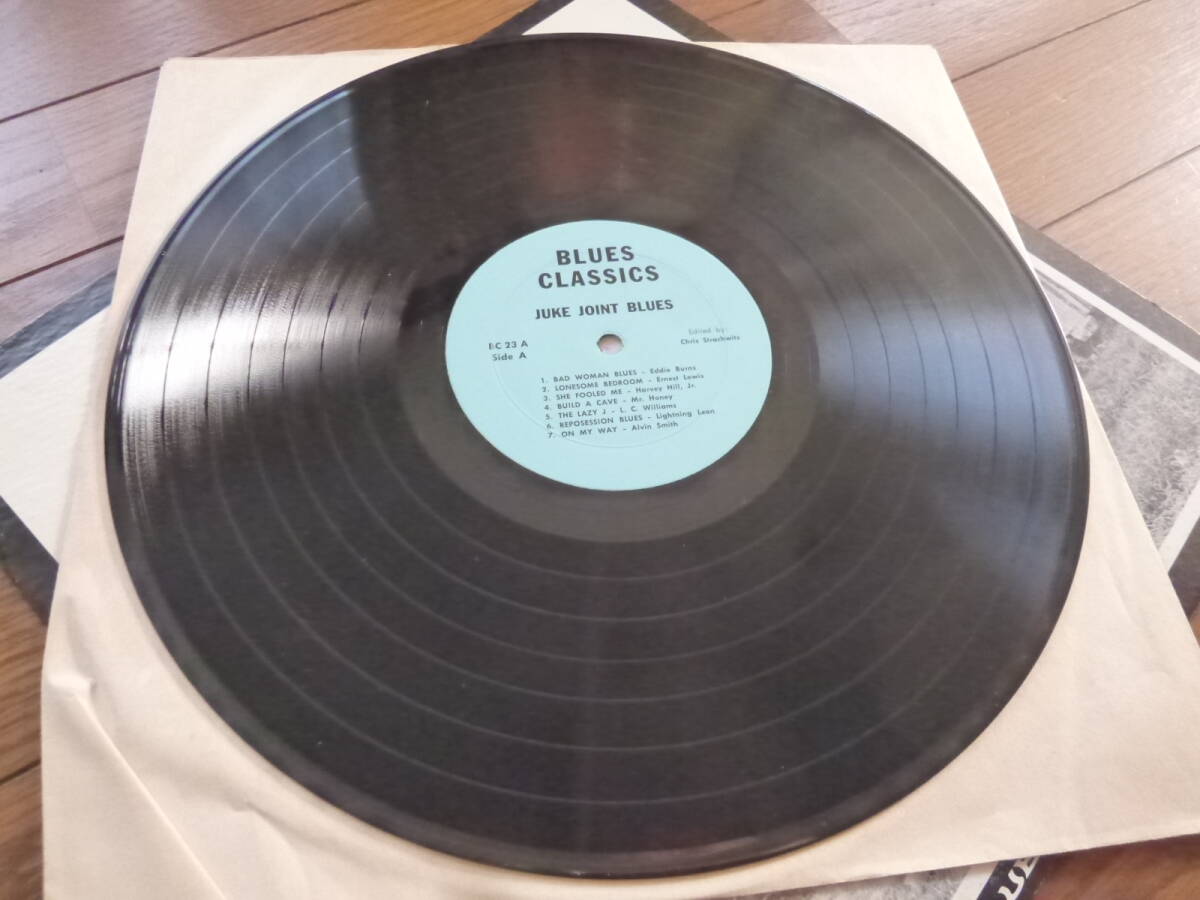 BLUES
CLASSICS
JUKE JOINT BLUES
BC 23 A
Side A
Edited by:
Chris Strachwitz
1. BAD WOMAN BLUES – Eddie Burns
2. LONESOME BEDROOM – Ernest Lewis
3. SHE FOOLED ME – Harvey Hill, Jr.
4. BUILD A CAVE – Mr. Honey
5. THE LAZY J – L. C. Williams
6. REPOSESSION BLUES – Lightning Leon
7. ON MY WAY – Alvin Smith